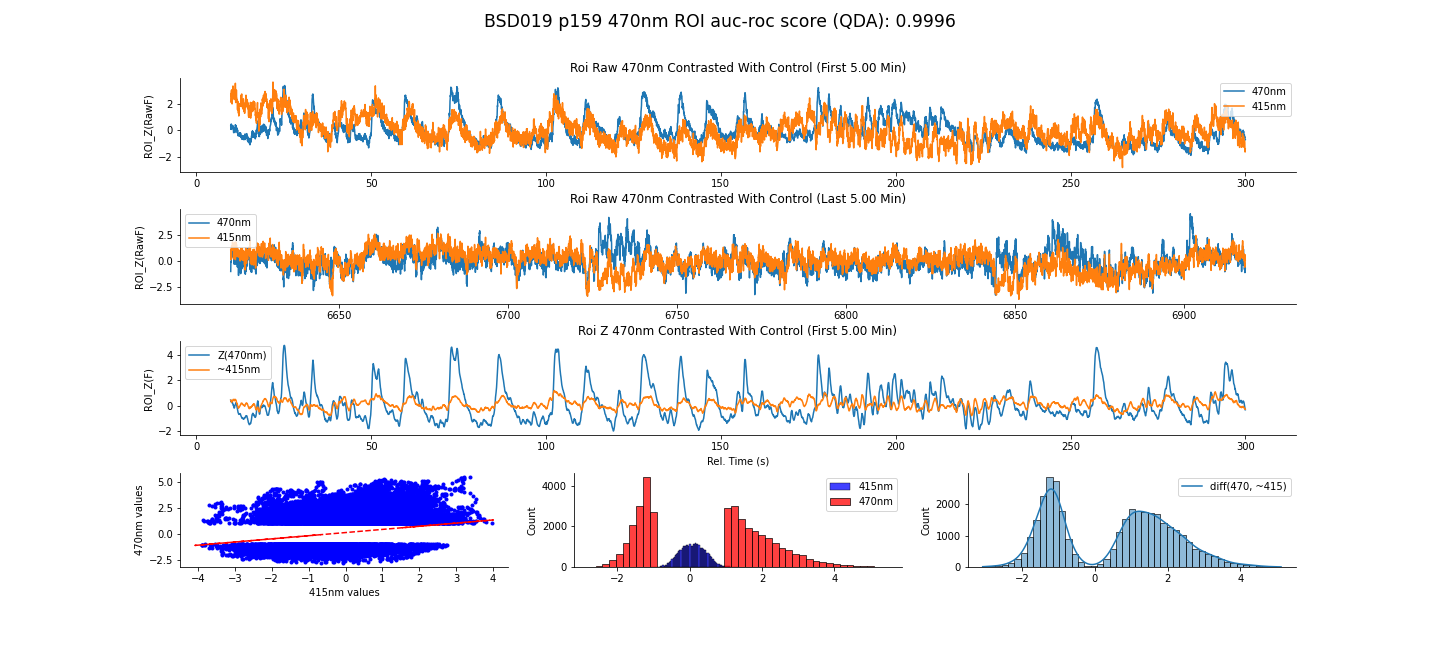 BSD019 p159 470nm ROI auc-roc score (QDA): 0.9996
Roi Raw 470nm Contrasted With Control (First 5.00 Min)
ROI_Z(RawF)
2
0
−2
470nm
415nm
0 50 100 150 200 250 300
Roi Raw 470nm Contrasted With Control (Last 5.00 Min)
ROI_Z(RawF)
2.5
0.0
−2.5
470nm
415nm
6650 6700 6750 6800 6850 6900
Roi Z 470nm Contrasted With Control (First 5.00 Min)
ROI_Z(F)
4
2
0
−2
Z(470nm)
~415nm
0 50 100 150 200 250 300
Rel. Time (s)
470nm values
5.0
2.5
0.0
−2.5
−4 −3 −2 −1 0 1 2 3 4
415nm values
Count
4000
2000
0
415nm
470nm
−2 0 2 4
Count
2000
1000
0
diff(470, ~415)
−2 0 2 4